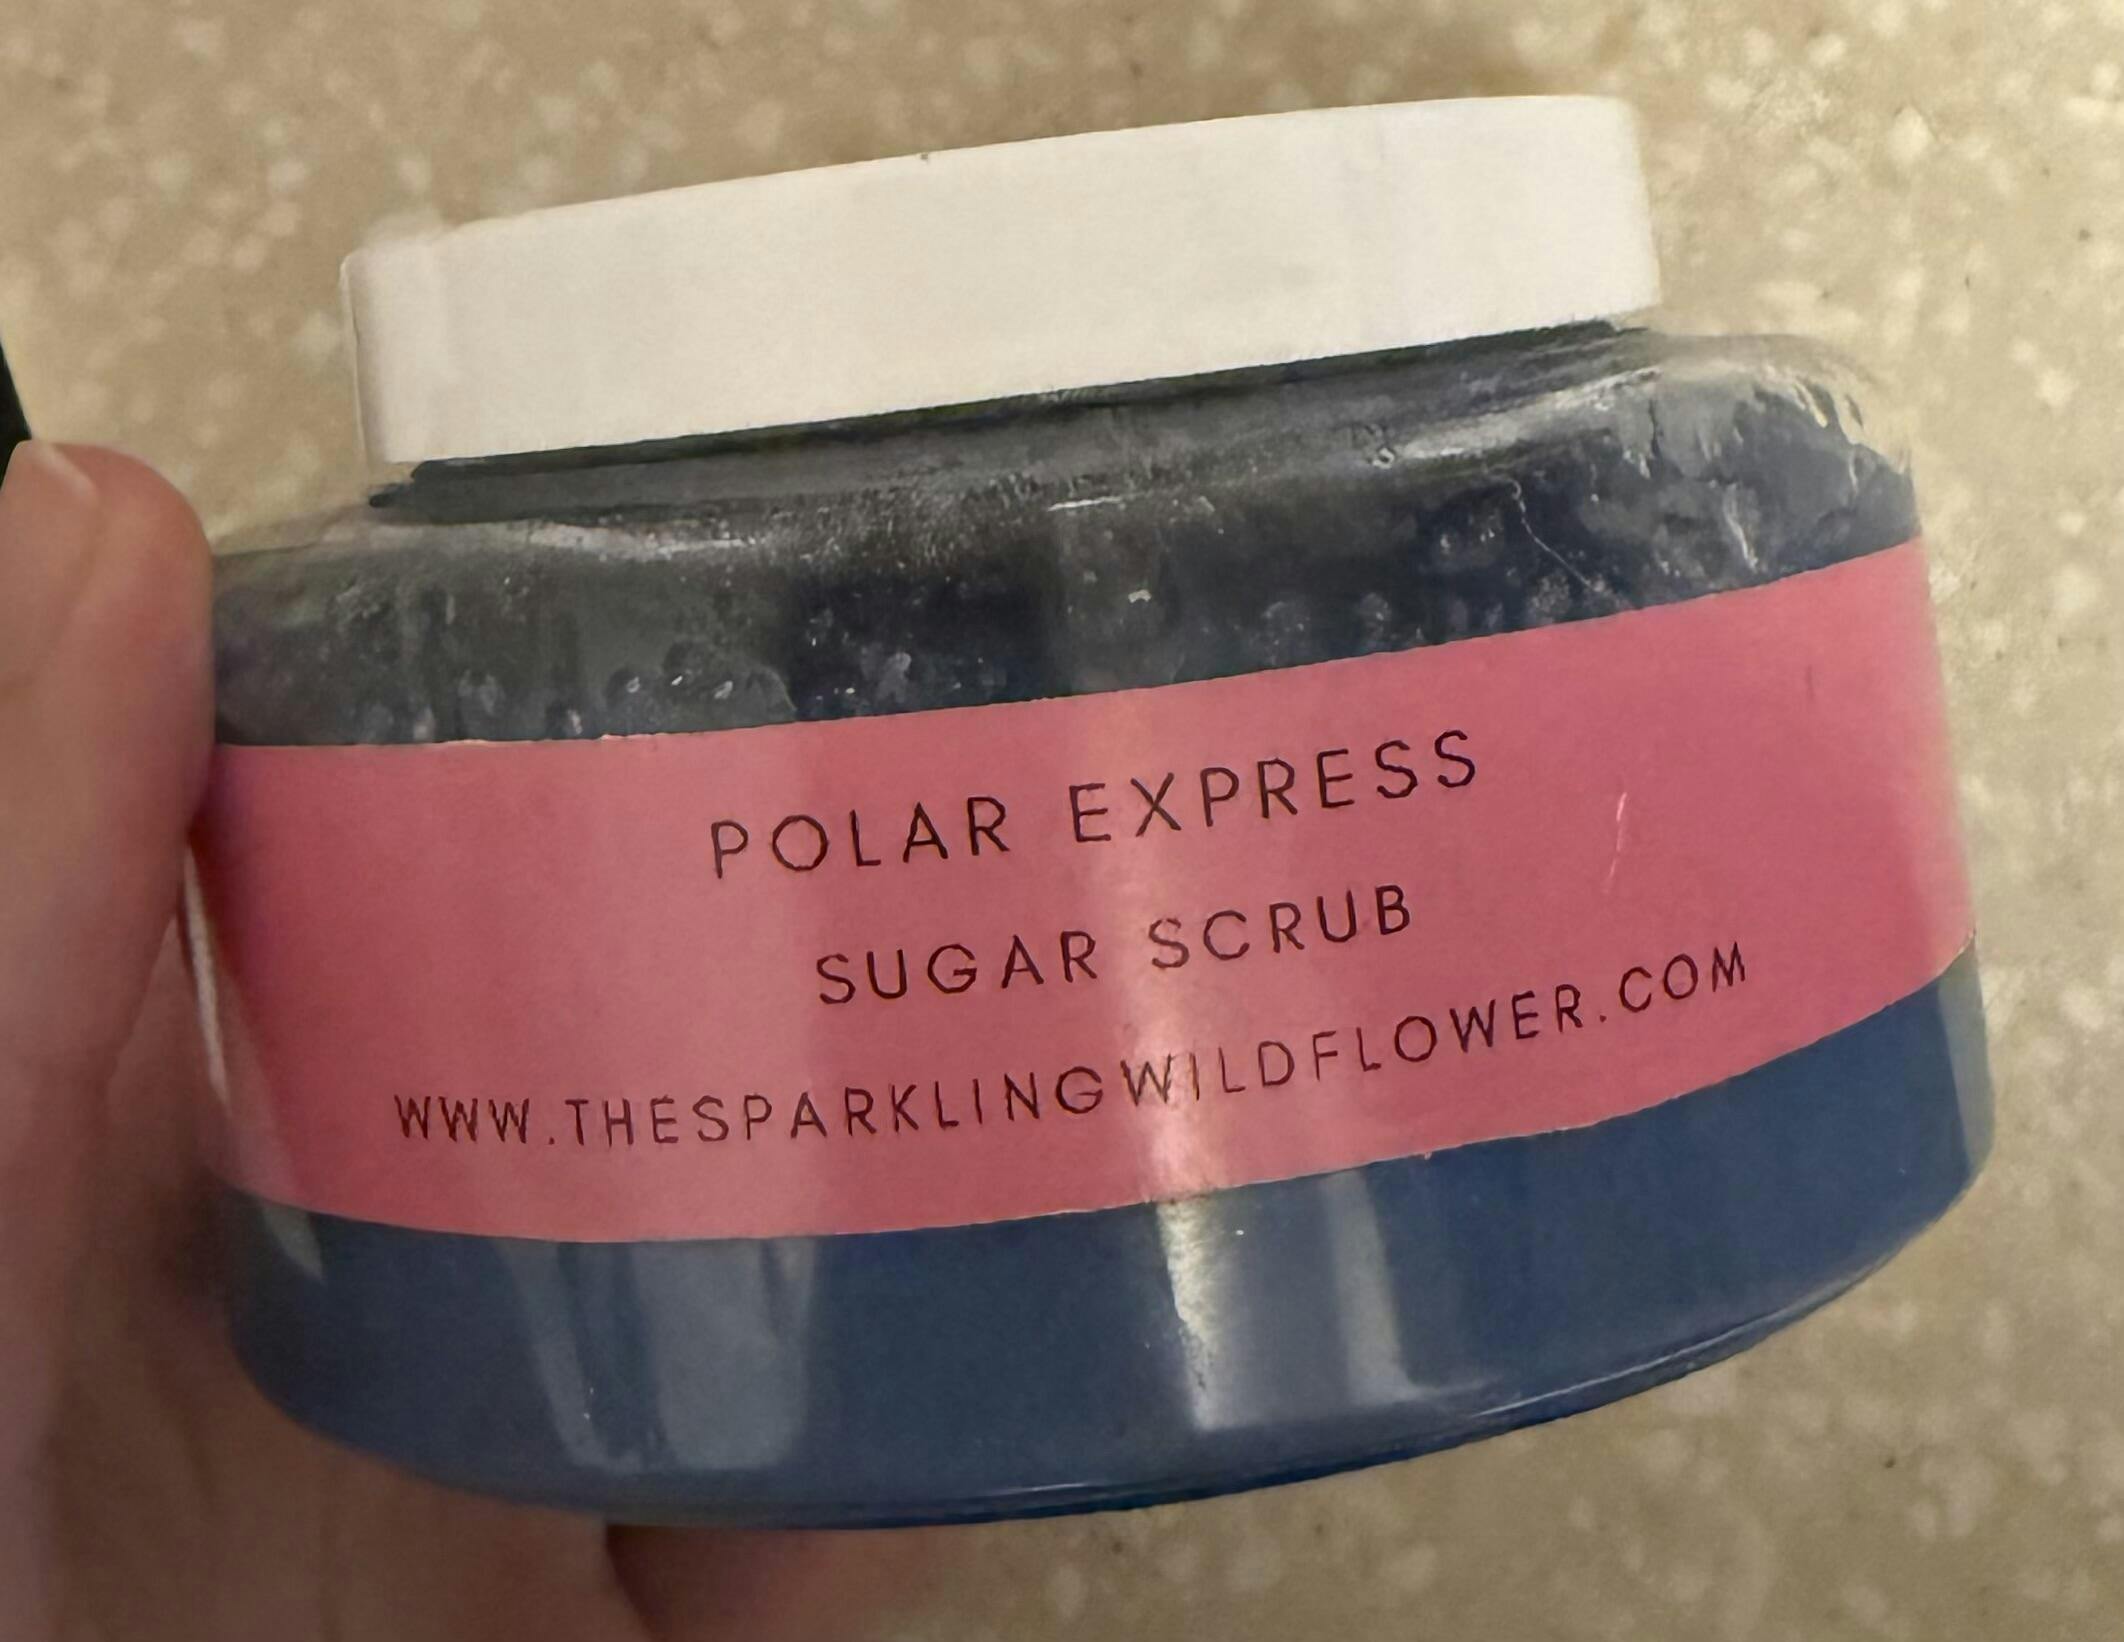 POLAR EXPRESS
SUGAR SCRUB
WWW.THESPARKLINGWILDFLOWER.COM